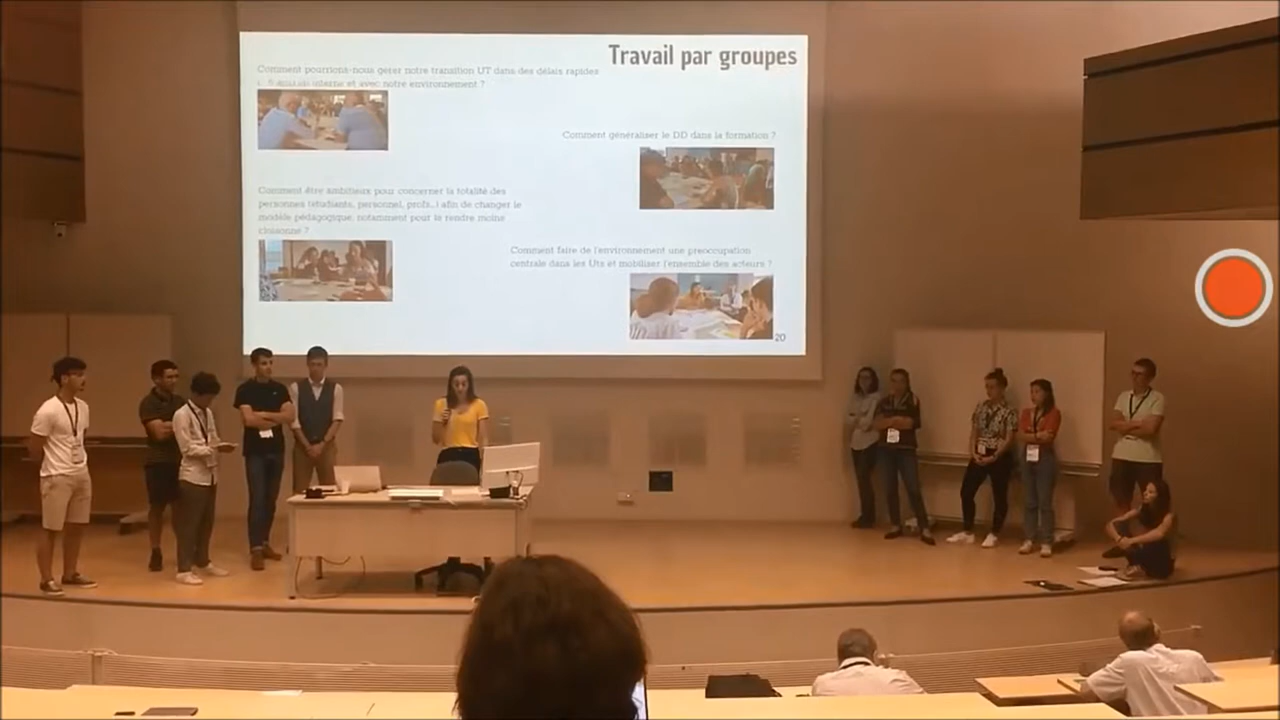 Travail par groupes
Comment pourrions-nous gérer notre transition UT dans des délais rapides
5 ans) en interne et avec notre environnement ?
Comment généraliser le DD dans la formation ?
Comment être ambitieux pour concerner la totalité des
personnes (étudiants, personnel, profs..) afin de changer le
modèle pédagogique, notamment pour le rendre moins
cloisonné ?
Comment faire de l'environnement une préoccupation
centrale dans les Uts et mobiliser l'ensemble des acteurs ?
20